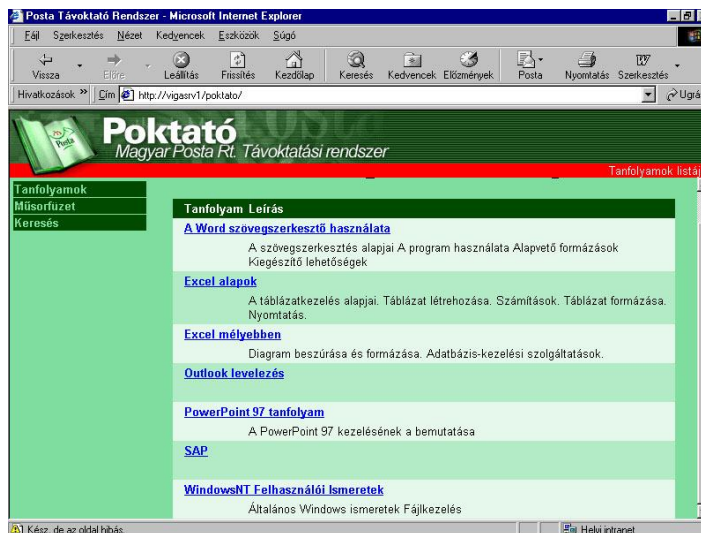 Posta Távoktató Rendszer - Microsoft Internet Explorer
Fájl Szerkesztés Nézet Kedvencek Eszközök Súgó
Vissza Előre Leállítás Frissítés Kezdőlap Keresés Kedvencek Előzmények Posta Nyomtatás Szerkesztés
Hivatkozások » Cím http://vigasrv1/poktato/ Ugrá
Posta
Poktató
Magyar Posta Rt. Távoktatási rendszer
Tanfolyamok listáj
Tanfolyamok
Műsorfüzet
Keresés
Tanfolyam Leírás
A Word szövegszerkesztő használata
A szövegszerkesztés alapjai A program használata Alapvető formázások
Kiegészítő lehetőségek
Excel alapok
A táblázatkezelés alapjai. Táblázat létrehozása. Számítások. Táblázat formázása.
Nyomtatás.
Excel mélyebben
Diagram beszúrása és formázása. Adatbázis-kezelési szolgáltatások.
Outlook levelezés
PowerPoint 97 tanfolyam
A PowerPoint 97 kezelésének a bemutatása
SAP
WindowsNT Felhasználói Ismeretek
Általános Windows ismeretek Fájlkezelés
Kész, de az oldal hibás. Helyi intranet